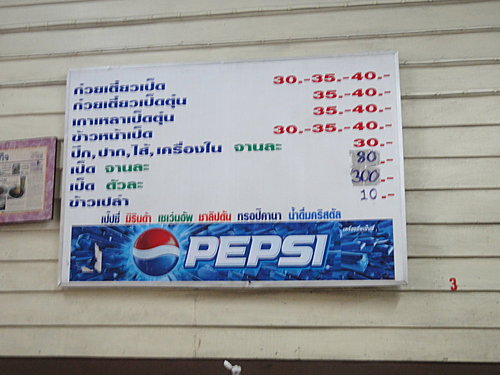 ก๋วยเตี๋ยวเป็ด 30.-35.-40.-
ก๋วยเตี๋ยวเป็ดตุ๋น 35.-40.-
เกาเหลาเป็ดตุ๋น 35.-40.-
ข้าวหน้าเป็ด 30.-35.-40.-
ปีก,ปาก,ไส้,เครื่องใน จานละ 30.-
เป็ด จานละ 80.-
เป็ด ตัวละ 300.-
ข้าวเปล่า 10.-
เป๊ปซี่ มิรินด้า เซเว่นอัพ ชาลิปตัน ทรอปิคานา น้ำดื่มคริสตัล
PEPSI
3